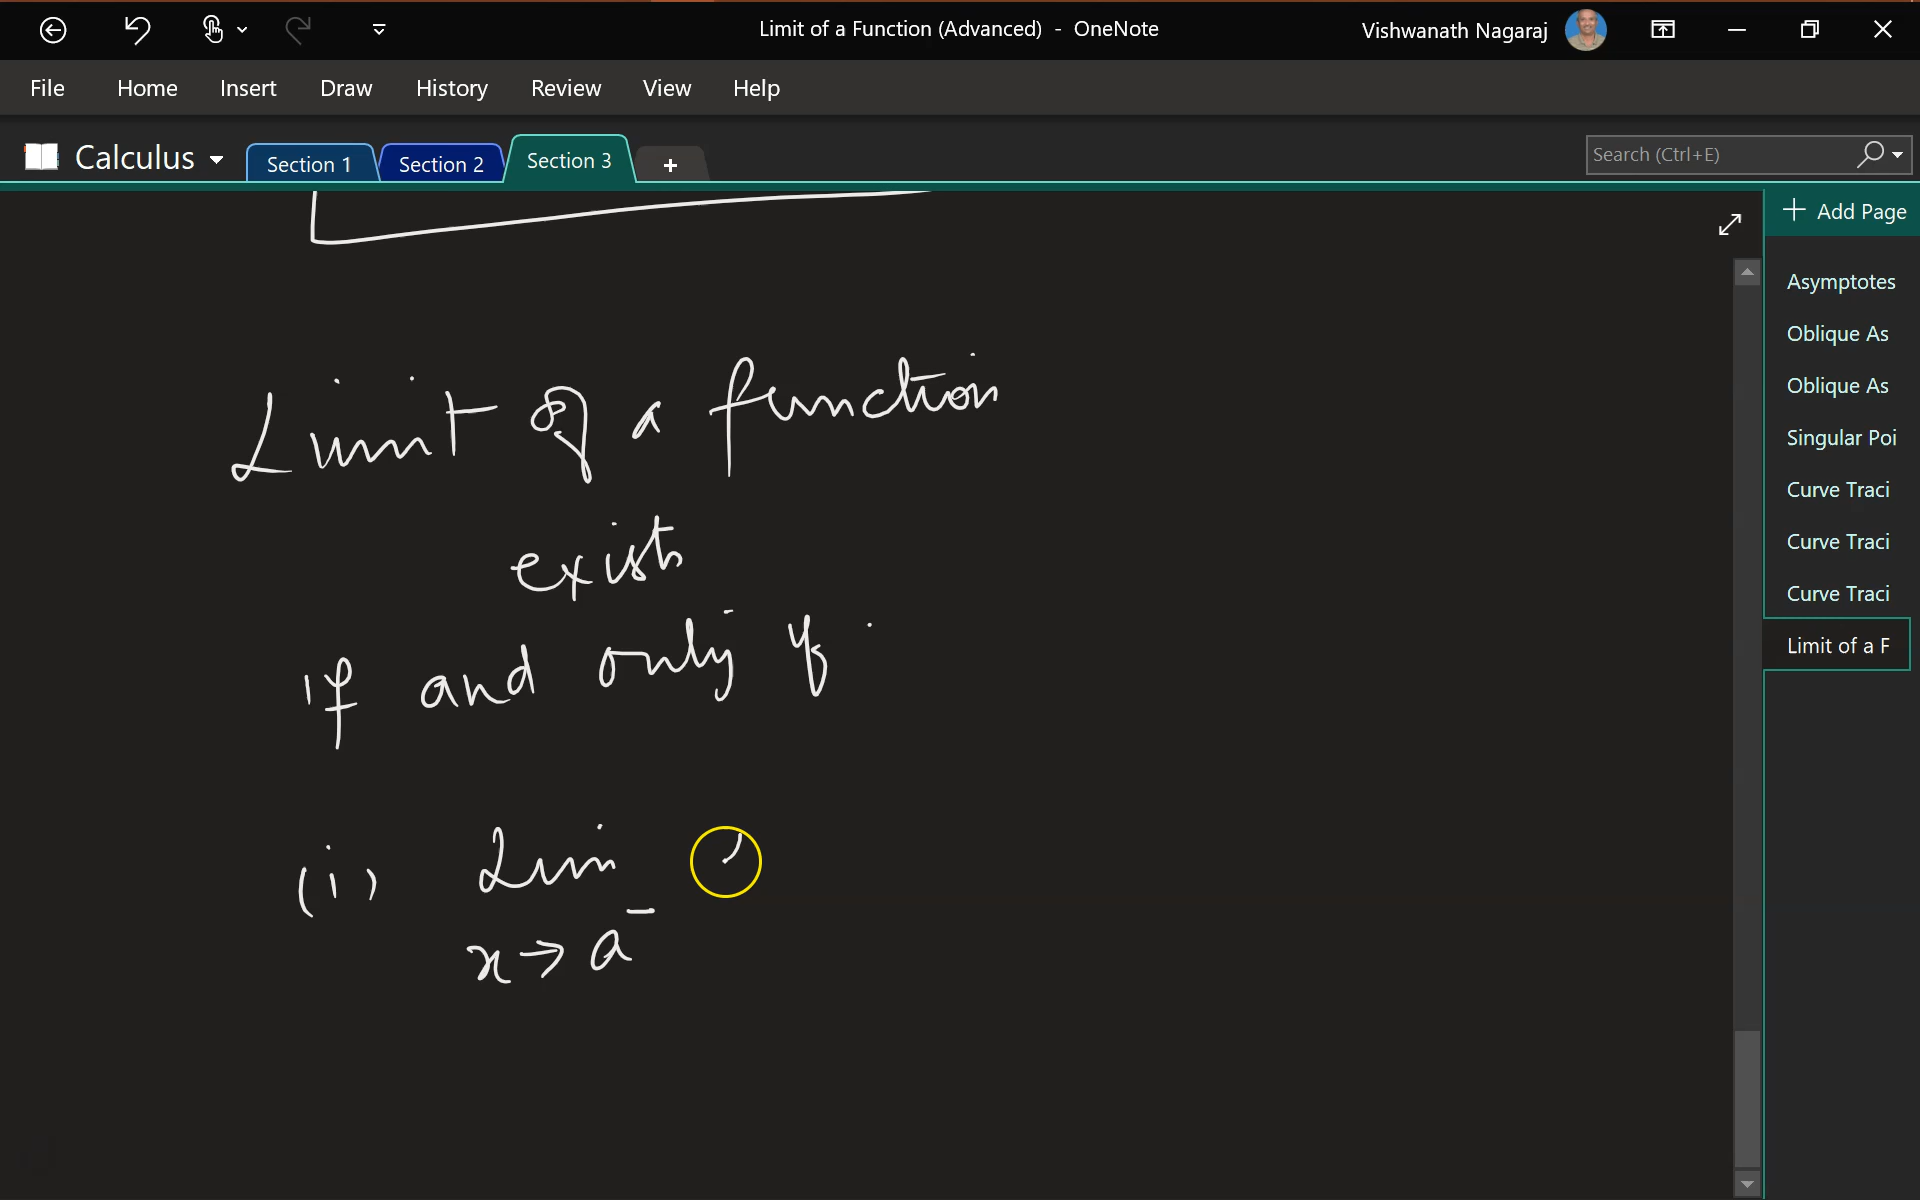 Limit of a Function (Advanced) - OneNote
Vishwanath Nagaraj
File Home Insert Draw History Review View Help
Calculus
Section 1
Section 2
Section 3
+
Search (Ctrl+E)
+ Add Page
Asymptotes
Oblique As
Oblique As
Singular Poi
Curve Traci
Curve Traci
Curve Traci
Limit of a F
Limit of a function
exists
if and only if
(i) Lim
x → a⁻